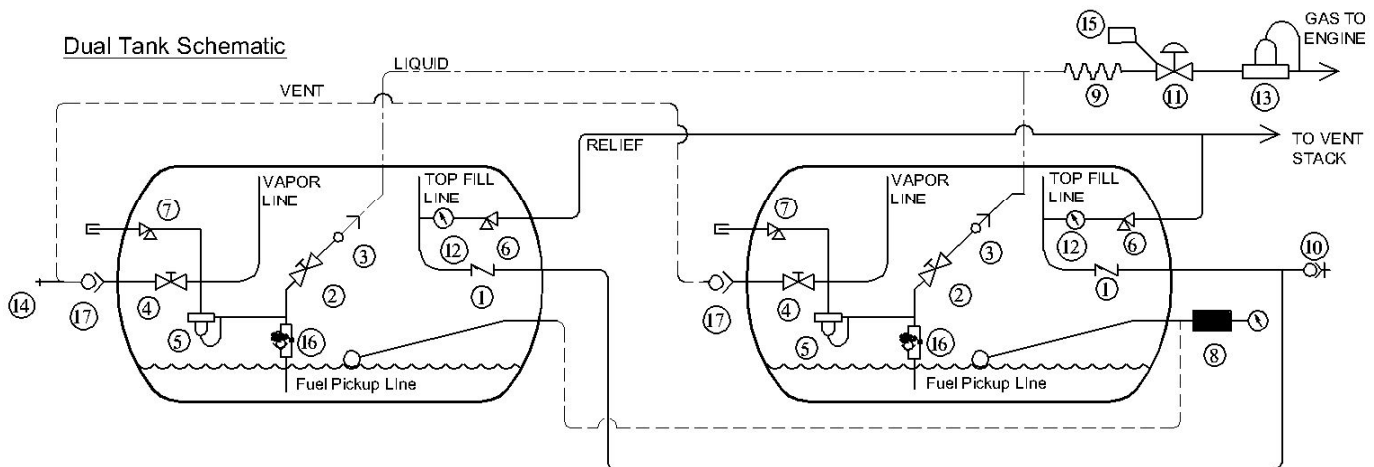 Dual Tank Schematic
15
GAS TO
ENGINE
LIQUID
VENT
9
11
13
RELIEF
TO VENT
STACK
VAPOR
LINE
TOP FILL
LINE
VAPOR
LINE
TOP FILL
LINE
7
12
6
3
7
12
6
3
10
14
17
4
2
1
17
4
2
1
5
16
5
16
8
Fuel Pickup Line
Fuel Pickup Line